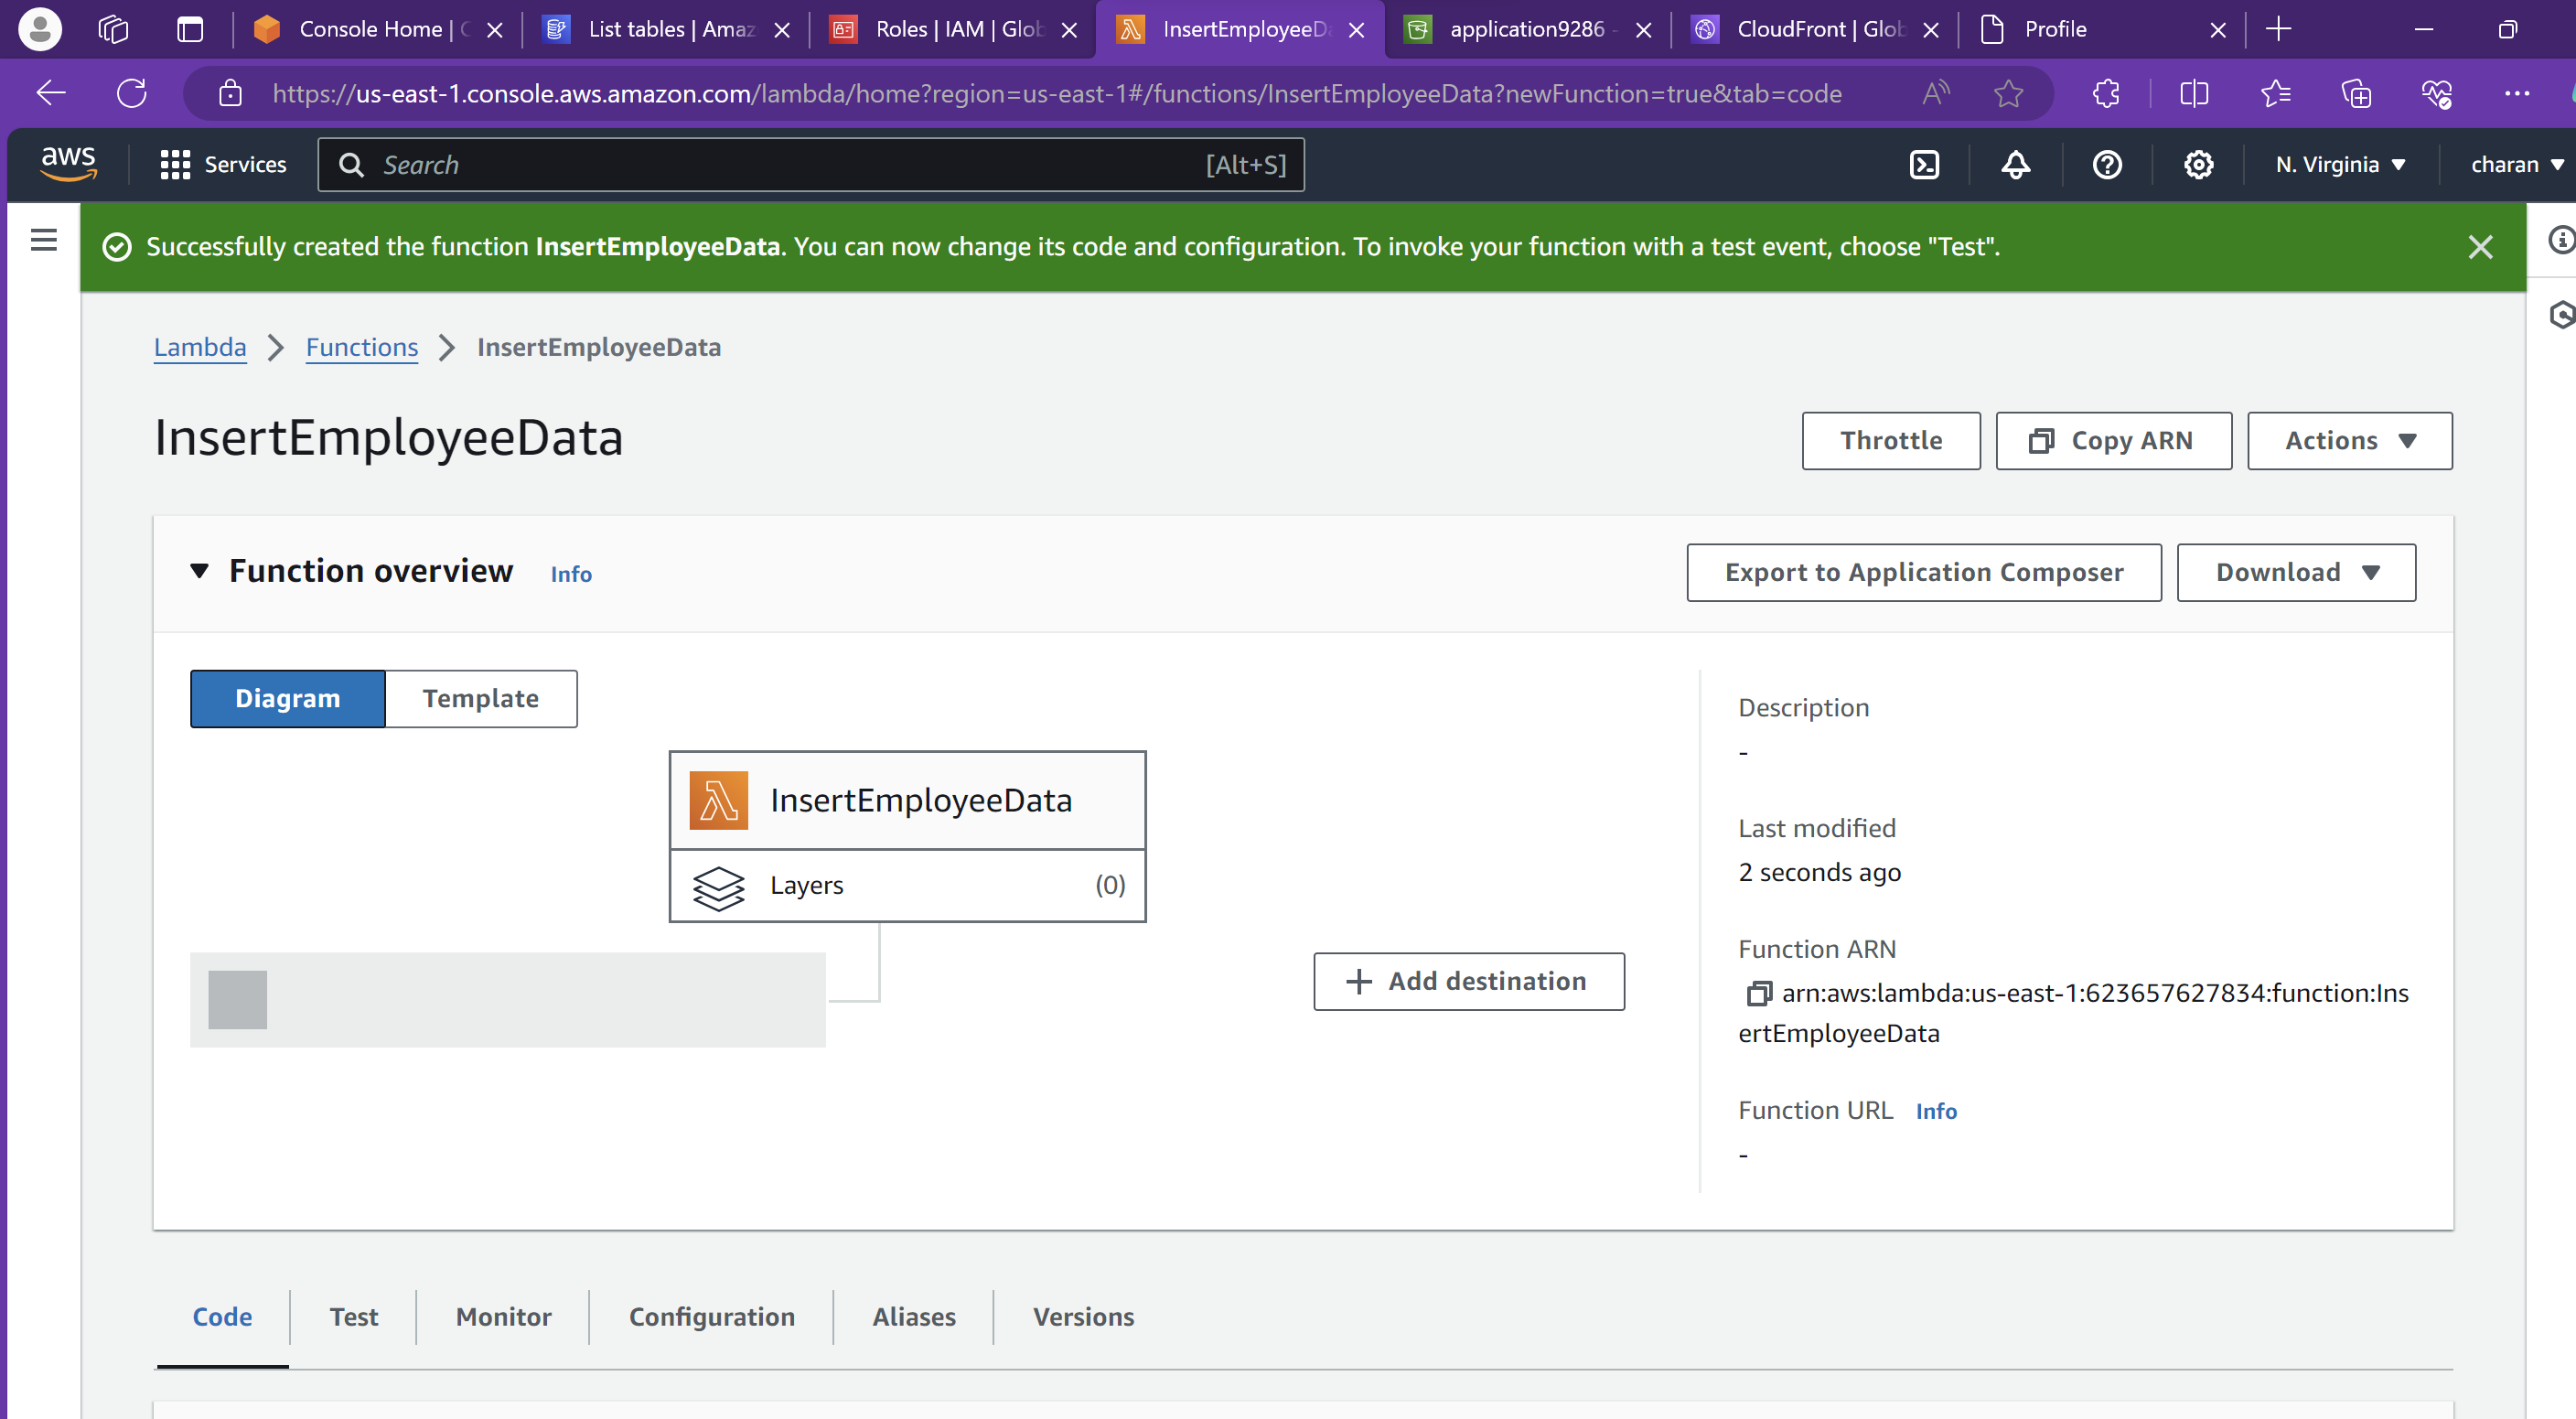 Console Home |
List tables | Amaz
Roles | IAM | Glob
InsertEmployeeDa
application9286 -
CloudFront | Glob
Profile
https://us-east-1.console.aws.amazon.com/lambda/home?region=us-east-1#/functions/InsertEmployeeData?newFunction=true&tab=code
aws
Services
Search
[Alt+S]
N. Virginia
charan
Successfully created the function InsertEmployeeData. You can now change its code and configuration. To invoke your function with a test event, choose "Test".
Lambda
Functions
InsertEmployeeData
InsertEmployeeData
Throttle
Copy ARN
Actions
Function overview
Info
Export to Application Composer
Download
Diagram
Template
InsertEmployeeData
Layers
(0)
Add destination
Description
-
Last modified
2 seconds ago
Function ARN
arn:aws:lambda:us-east-1:623657627834:function:Ins
ertEmployeeData
Function URL
Info
-
Code
Test
Monitor
Configuration
Aliases
Versions